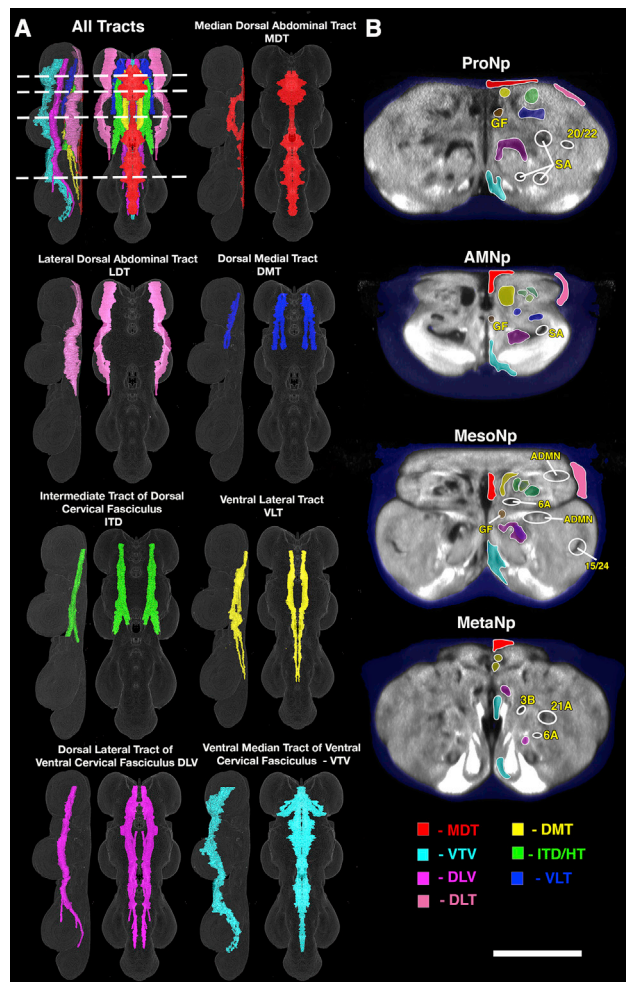 A
All Tracts
Median Dorsal Abdominal Tract
MDT
Lateral Dorsal Abdominal Tract
LDT
Dorsal Medial Tract
DMT
Intermediate Tract of Dorsal
Cervical Fasciculus
ITD
Ventral Lateral Tract
VLT
Dorsal Lateral Tract of
Ventral Cervical Fasciculus DLV
Ventral Median Tract of Ventral
Cervical Fasciculus - VTV
B
ProNp
GF
20/22
SA
AMNp
GF
SA
MesoNp
ADMN
6A
ADMN
GF
15/24
MetaNp
3B
21A
6A
- MDT
- VTV
- DLV
- DLT
- DMT
- ITD/HT
- VLT